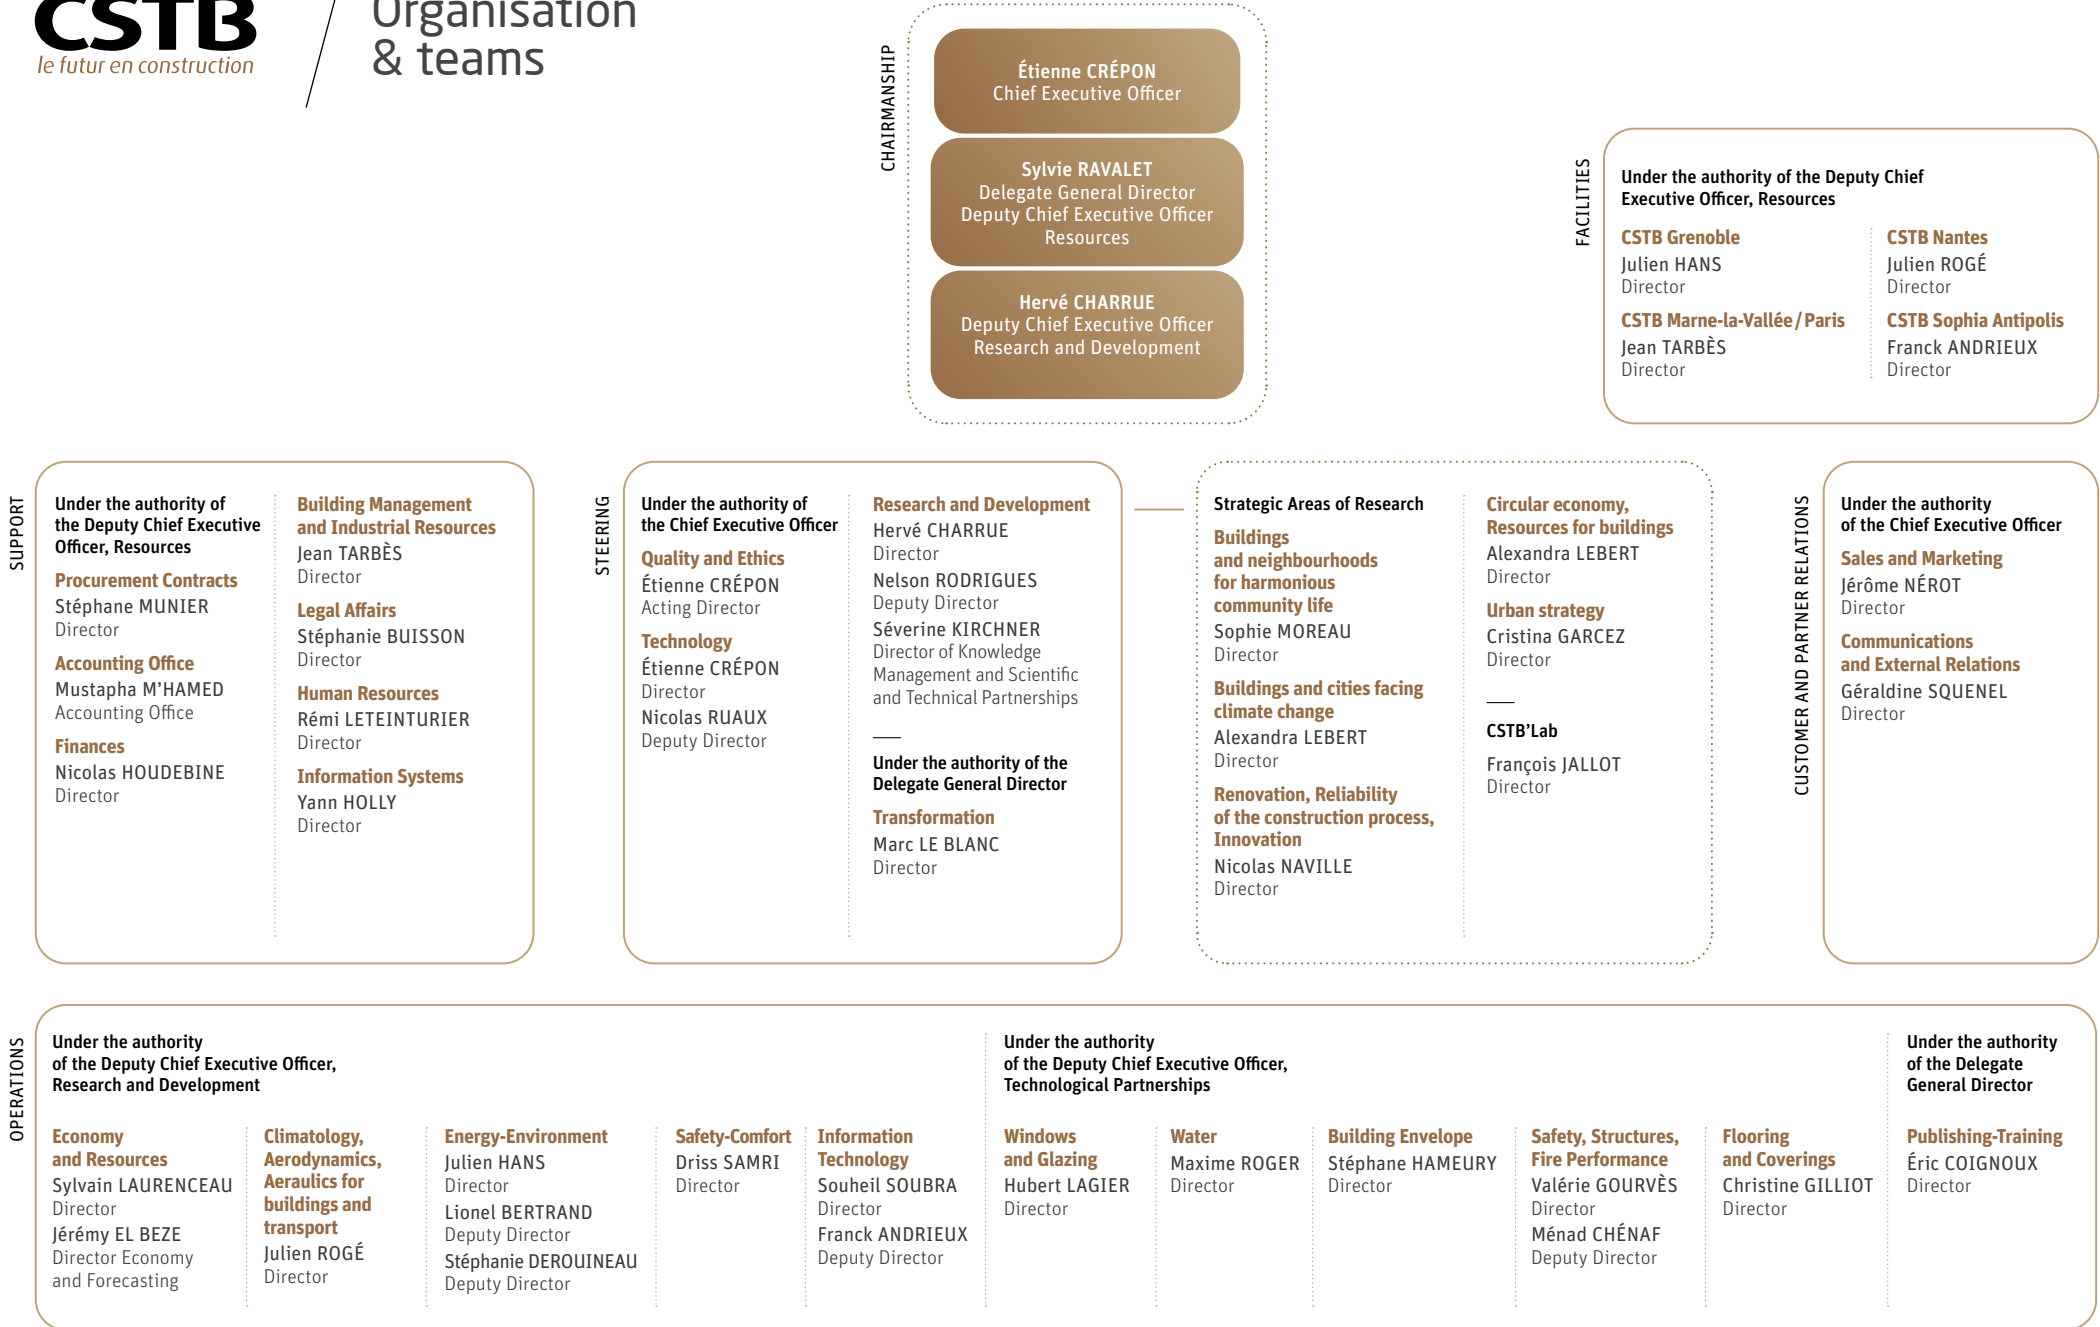 CSTB
le futur en construction
Organisation
& teams
CHAIRMANSHIP
Étienne CRÉPON
Chief Executive Officer
Sylvie RAVALET
Delegate General Director
Deputy Chief Executive Officer
Resources
Hervé CHARRUE
Deputy Chief Executive Officer
Research and Development
FACILITIES
Under the authority of the Deputy Chief
Executive Officer, Resources
CSTB Grenoble
Julien HANS
Director
CSTB Marne-la-Vallée / Paris
Jean TARBÈS
Director
CSTB Nantes
Julien ROGÉ
Director
CSTB Sophia Antipolis
Franck ANDRIEUX
Director
SUPPORT
Under the authority of
the Deputy Chief Executive
Officer, Resources
Procurement Contracts
Stéphane MUNIER
Director
Accounting Office
Mustapha M’HAMED
Accounting Office
Finances
Nicolas HOUDEBINE
Director
Building Management
and Industrial Resources
Jean TARBÈS
Director
Legal Affairs
Stéphanie BUISSON
Director
Human Resources
Rémi LETEINTURIER
Director
Information Systems
Yann HOLLY
Director
STEERING
Under the authority of
the Chief Executive Officer
Quality and Ethics
Étienne CRÉPON
Acting Director
Technology
Étienne CRÉPON
Director
Nicolas RUAUX
Deputy Director
Research and Development
Hervé CHARRUE
Director
Nelson RODRIGUES
Deputy Director
Séverine KIRCHNER
Director of Knowledge
Management and Scientific
and Technical Partnerships
Under the authority of the
Delegate General Director
Transformation
Marc LE BLANC
Director
Strategic Areas of Research
Buildings
and neighbourhoods
for harmonious
community life
Sophie MOREAU
Director
Buildings and cities facing
climate change
Alexandra LEBERT
Director
Renovation, Reliability
of the construction process,
Innovation
Nicolas NAVILLE
Director
Circular economy,
Resources for buildings
Alexandra LEBERT
Director
Urban strategy
Cristina GARCEZ
Director
CSTB’Lab
François JALLOT
Director
CUSTOMER AND PARTNER RELATIONS
Under the authority
of the Chief Executive Officer
Sales and Marketing
Jérôme NÉROT
Director
Communications
and External Relations
Géraldine SQUENEL
Director
OPERATIONS
Under the authority
of the Deputy Chief Executive Officer,
Research and Development
Economy
and Resources
Sylvain LAURENCEAU
Director
Jérémy EL BEZE
Director Economy
and Forecasting
Climatology,
Aerodynamics,
Aeraulics for
buildings and
transport
Julien ROGÉ
Director
Energy-Environment
Julien HANS
Director
Lionel BERTRAND
Deputy Director
Stéphanie DEROUINEAU
Deputy Director
Safety-Comfort
Driss SAMRI
Director
Information
Technology
Souheil SOUBRA
Director
Franck ANDRIEUX
Deputy Director
Under the authority
of the Deputy Chief Executive Officer,
Technological Partnerships
Windows
and Glazing
Hubert LAGIER
Director
Water
Maxime ROGER
Director
Building Envelope
Stéphane HAMEURY
Director
Safety, Structures,
Fire Performance
Valérie GOURVÈS
Director
Ménad CHÉNAF
Deputy Director
Flooring
and Coverings
Christine GILLIOT
Director
Under the authority
of the Delegate
General Director
Publishing-Training
Éric COIGNOUX
Director